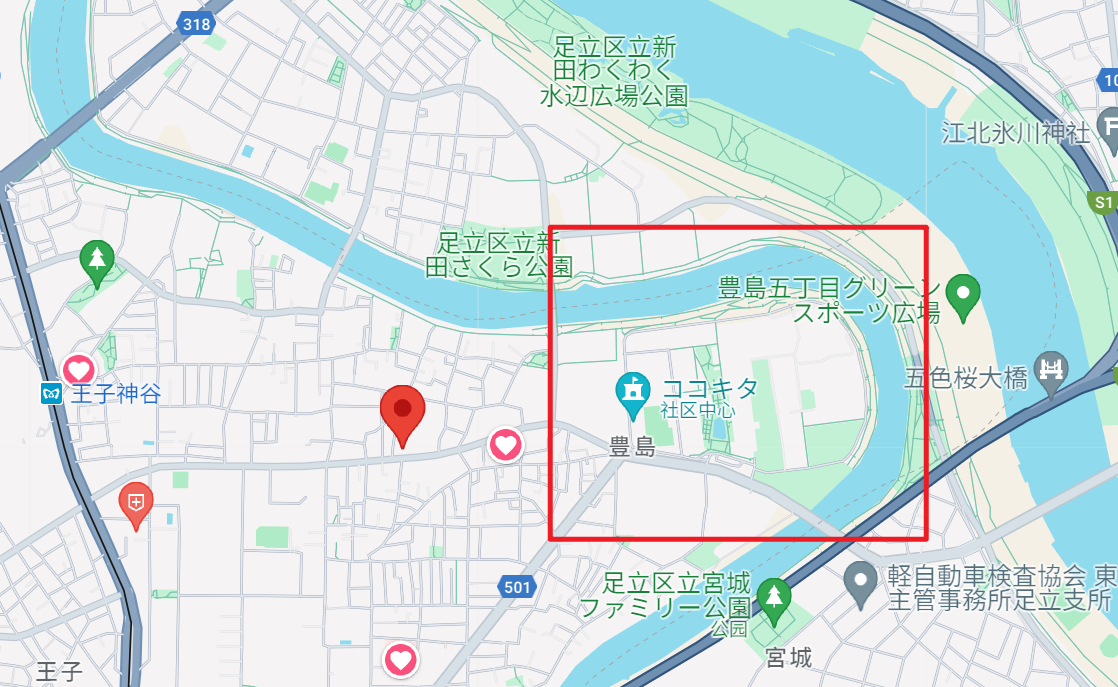 318
足立区立新
田わくわく
水辺広場公園
10
江北氷川神社
S1
足立区立新
田さくら公園
豊島五丁目グリーン
スポーツ広場
五色桜大橋
王子神谷
ココキタ
社区中心
豊島
501
足立区立宮城
ファミリー公園
公园
軽自動車検査協会 東
主管事務所足立支所
宮城
王子